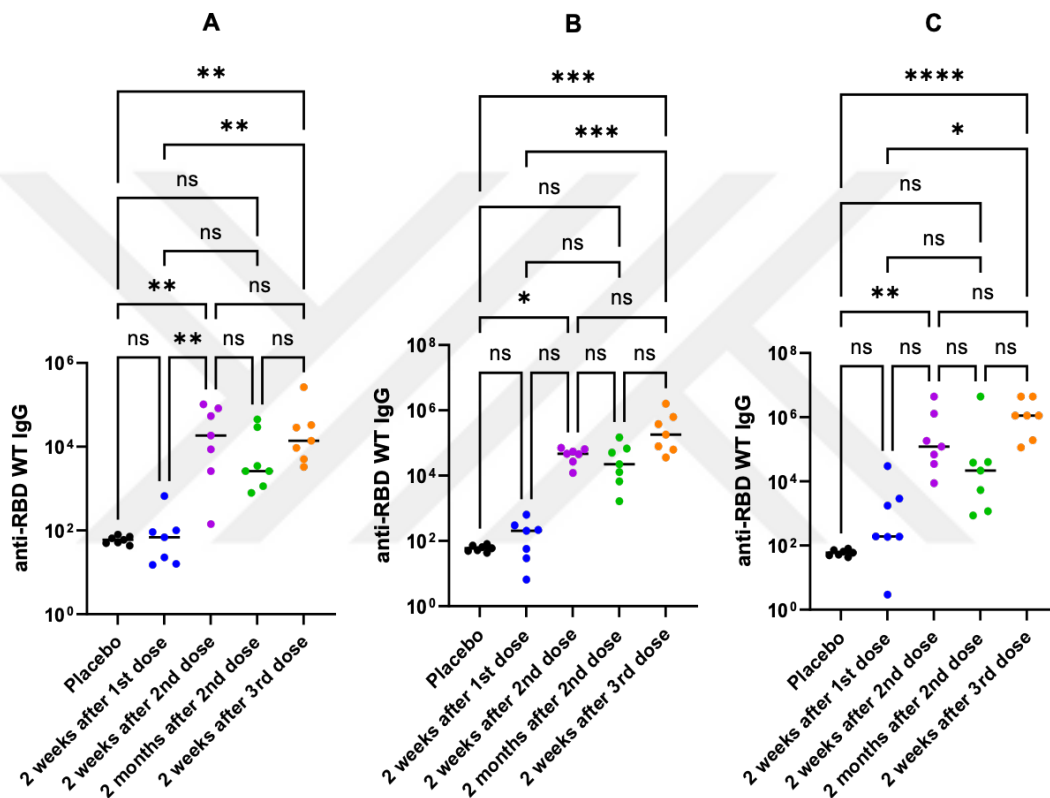 A
**
**
ns
ns
** ns
ns ** ns ns
anti-RBD WT IgG
10⁶
10⁴
10²
10⁰
Placebo
2 weeks after 1st dose
2 weeks after 2nd dose
2 months after 2nd dose
2 weeks after 3rd dose
B
***
***
ns
ns
* ns
ns ns ns ns
anti-RBD WT IgG
10⁸
10⁶
10⁴
10²
10⁰
Placebo
2 weeks after 1st dose
2 weeks after 2nd dose
2 months after 2nd dose
2 weeks after 3rd dose
C
****
*
ns
ns
** ns
ns ns ns ns
anti-RBD WT IgG
10⁸
10⁶
10⁴
10²
10⁰
Placebo
2 weeks after 1st dose
2 weeks after 2nd dose
2 months after 2nd dose
2 weeks after 3rd dose